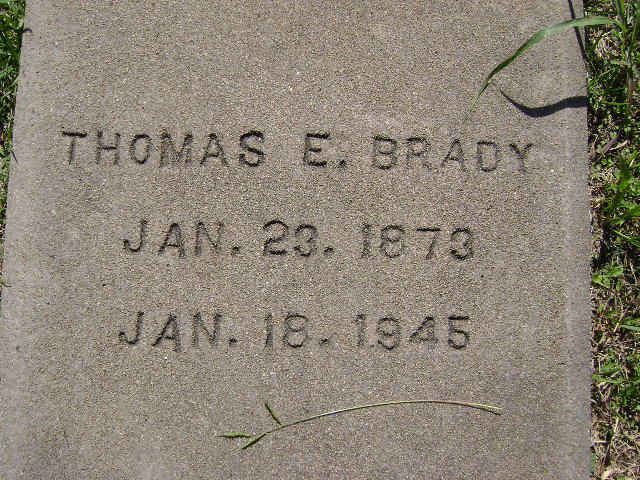 THOMAS E. BRADY
JAN. 23. 1873
JAN. 18. 1945